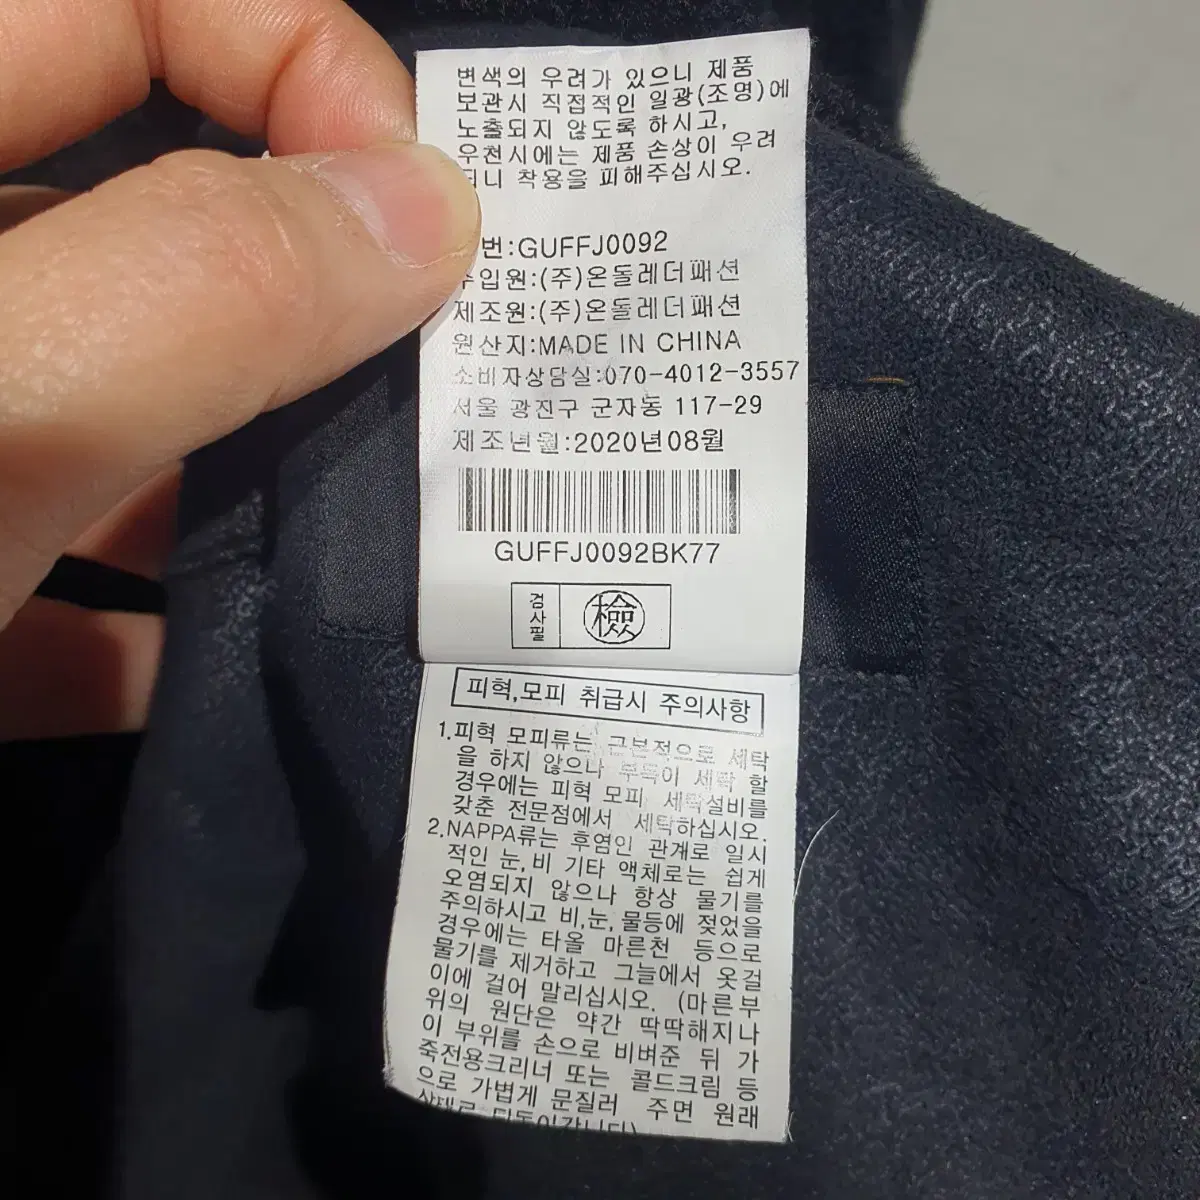 변색의 우려가 있으니 제품
보관시 직접적인 일광(조명)에
노출되지 않도록 하시고,
우천시에는 제품 손상이 우려
되니 착용을 피해주십시오.
번:GUFFJ0092
수입원:(주)온돌레더패션
제조원:(주)온돌레더패션
원산지:MADE IN CHINA
소비자상담실:070-4012-3557
서울 광진구 군자동 117-29
제조년월:2020년08월
GUFFJ0092BK77
검사필 檢
피혁,모피 취급시 주의사항
1.피혁 모피류는 근본적으로 세탁
을 하지 않으나 부득이 세탁 할
경우에는 피혁 모피 세탁설비를
갖춘 전문점에서 세탁하십시오.
2.NAPPA류는 후염인 관계로 일시
적인 눈,비 기타 액체로는 쉽게
오염되지 않으나 항상 물기를
주의하시고 비,눈,물등에 젖었을
경우에는 타올 마른천 등으로
물기를 제거하고 그늘에서 옷걸
이에 걸어 말리십시오. (마른부
위의 원단은 약간 딱딱해지나
이 부위를 손으로 비벼준 뒤 가
죽전용크리너 또는 콜드크림 등
으로 가볍게 문질러 주면 원래
상태로 되돌아갑니다)